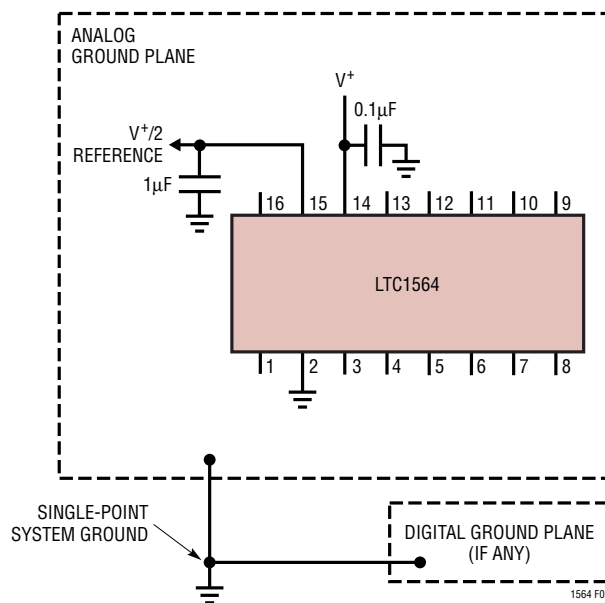 ANALOG
GROUND PLANE
V+
0.1µF
V+/2
REFERENCE
1µF
16 15 14 13 12 11 10 9
LTC1564
1 2 3 4 5 6 7 8
SINGLE-POINT
SYSTEM GROUND
DIGITAL GROUND PLANE
(IF ANY)
1564 F0